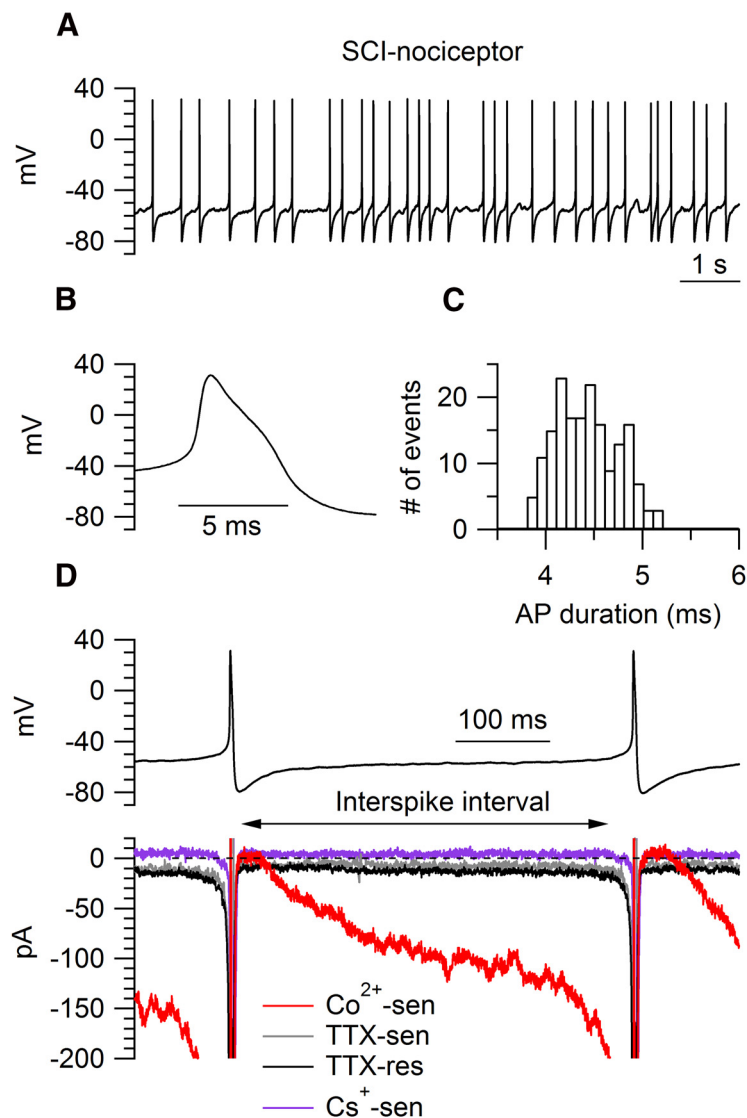 A
SCI-nociceptor
40
0
-40
-80
mV
1 s
B
C
40
0
-40
-80
mV
5 ms
20
10
0
# of events
4 5 6
AP duration (ms)
D
40
0
-40
-80
mV
100 ms
Interspike interval
0
-50
-100
-150
-200
pA
Co²⁺-sen
TTX-sen
TTX-res
Cs⁺-sen